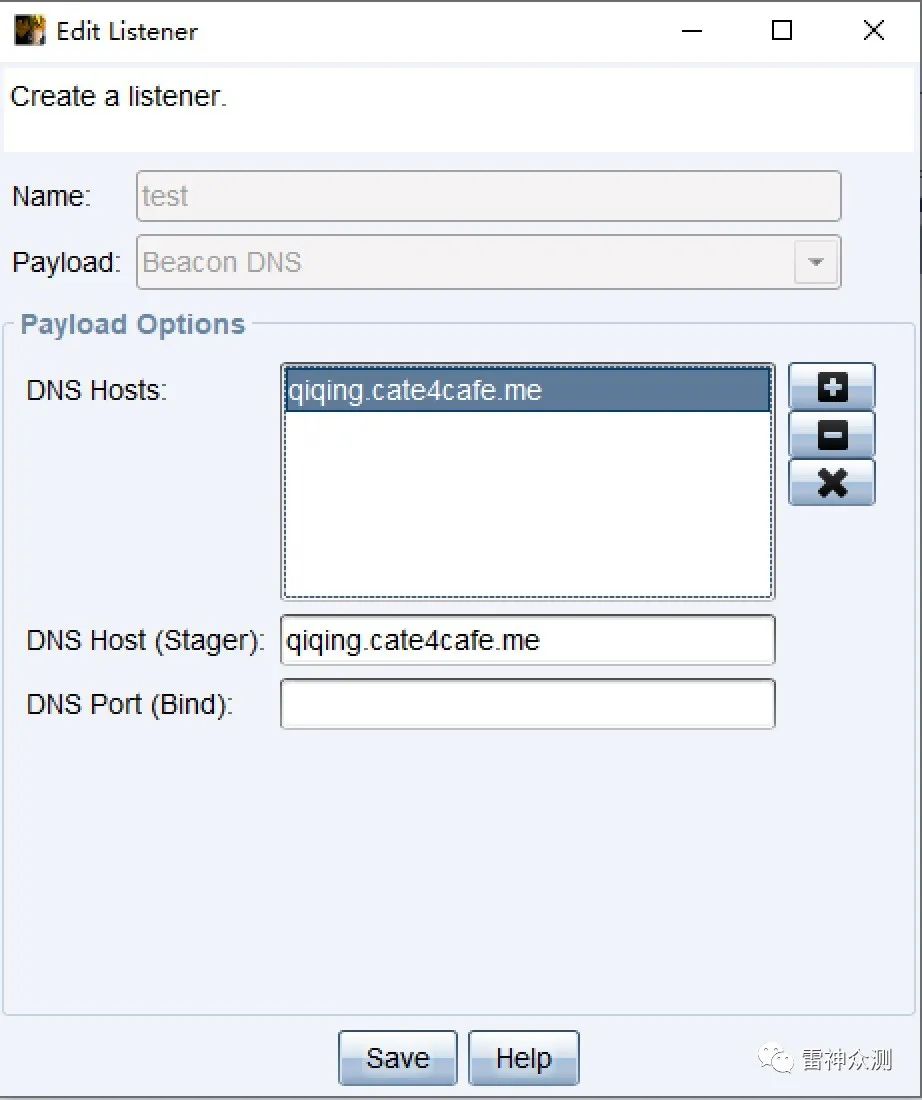 Edit Listener
Create a listener.
Name: test
Payload: Beacon DNS
Payload Options
DNS Hosts: qiqing.cate4cafe.me
DNS Host (Stager): qiqing.cate4cafe.me
DNS Port (Bind):
Save Help
雷神众测